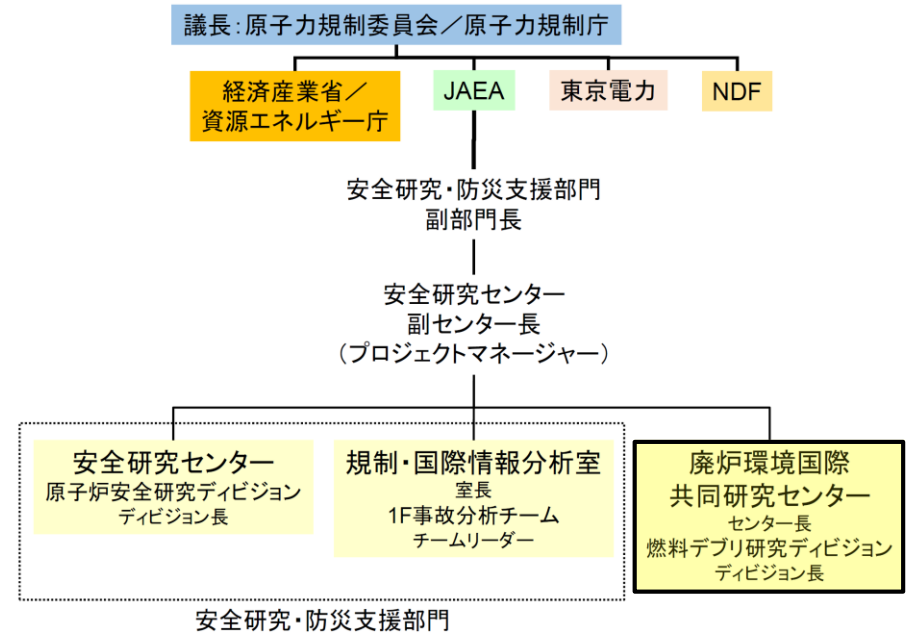 議長:原子力規制委員会／原子力規制庁
経済産業省／
資源エネルギー庁
JAEA
東京電力
NDF
安全研究・防災支援部門
副部門長
安全研究センター
副センター長
（プロジェクトマネージャー）
安全研究センター
原子炉安全研究ディビジョン
ディビジョン長
規制・国際情報分析室
室長
1F事故分析チーム
チームリーダー
廃炉環境国際
共同研究センター
センター長
燃料デブリ研究ディビジョン
ディビジョン長
安全研究・防災支援部門